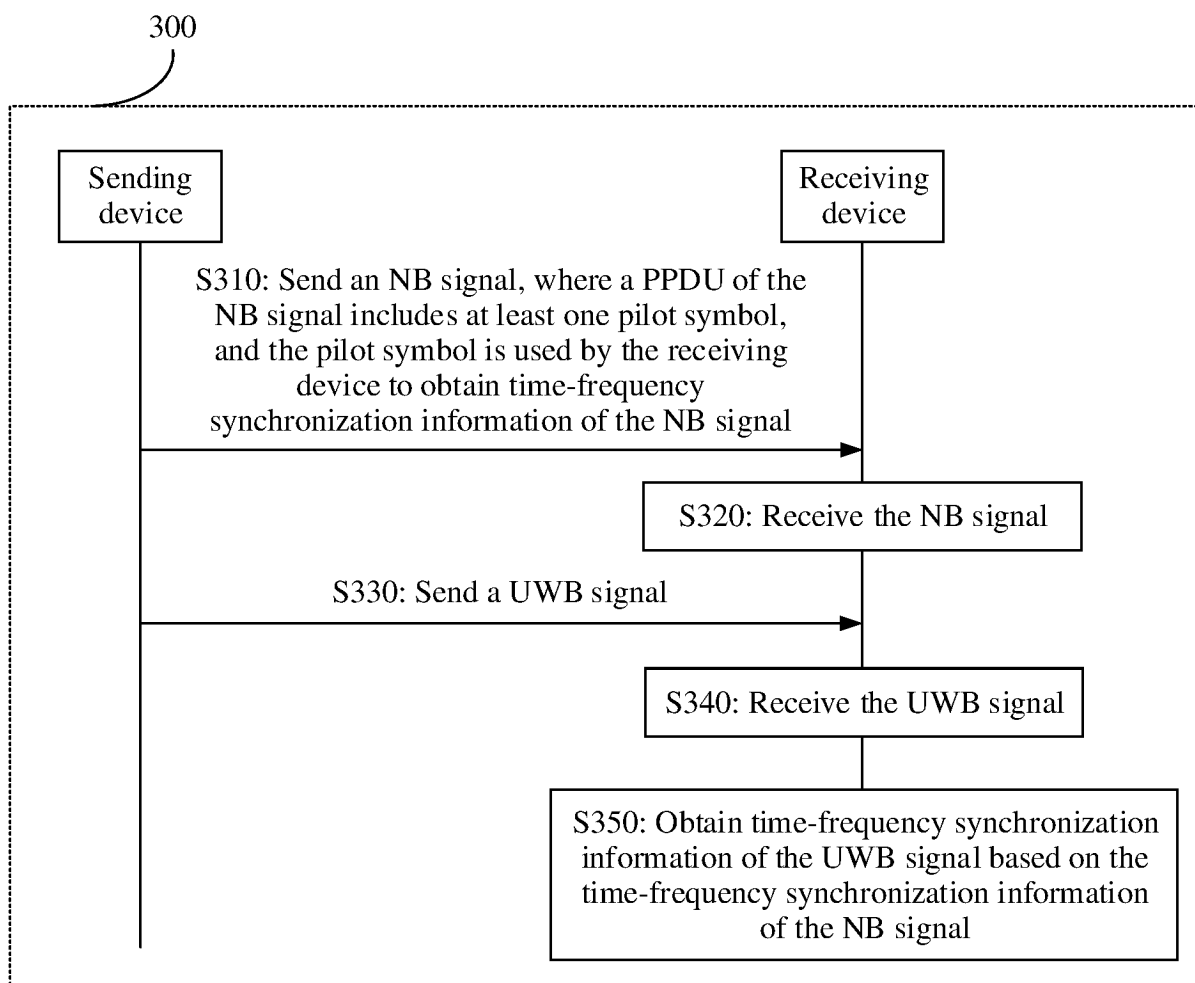 300
Sending
device
Receiving
device
S310: Send an NB signal, where a PPDU of the
NB signal includes at least one pilot symbol,
and the pilot symbol is used by the receiving
device to obtain time-frequency
synchronization information of the NB signal
S320: Receive the NB signal
S330: Send a UWB signal
S340: Receive the UWB signal
S350: Obtain time-frequency synchronization
information of the UWB signal based on the
time-frequency synchronization information
of the NB signal